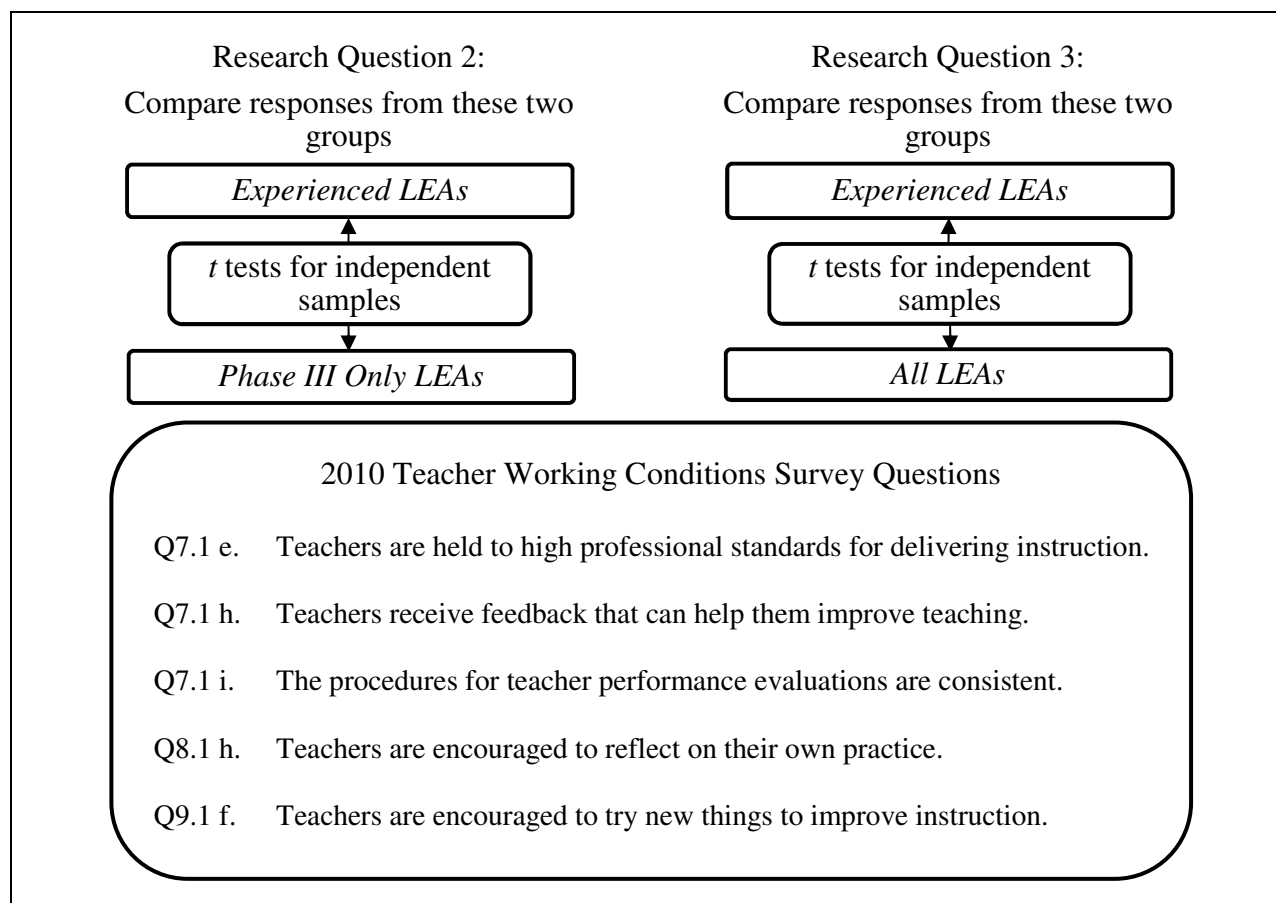 Research Question 2:
Compare responses from these two
groups
Experienced LEAs
t tests for independent
samples
Phase III Only LEAs
Research Question 3:
Compare responses from these two
groups
Experienced LEAs
t tests for independent
samples
All LEAs
2010 Teacher Working Conditions Survey Questions
Q7.1 e. Teachers are held to high professional standards for delivering instruction.
Q7.1 h. Teachers receive feedback that can help them improve teaching.
Q7.1 i. The procedures for teacher performance evaluations are consistent.
Q8.1 h. Teachers are encouraged to reflect on their own practice.
Q9.1 f. Teachers are encouraged to try new things to improve instruction.